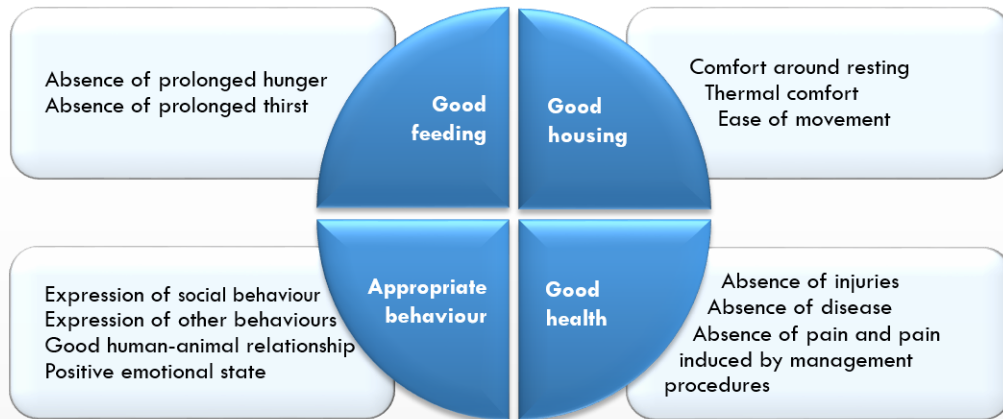 Absence of prolonged hunger
Absence of prolonged thirst
Good
feeding
Good
housing
Comfort around resting
Thermal comfort
Ease of movement
Expression of social behaviour
Expression of other behaviours
Good human-animal relationship
Positive emotional state
Appropriate
behaviour
Good
health
Absence of injuries
Absence of disease
Absence of pain and pain
induced by management
procedures